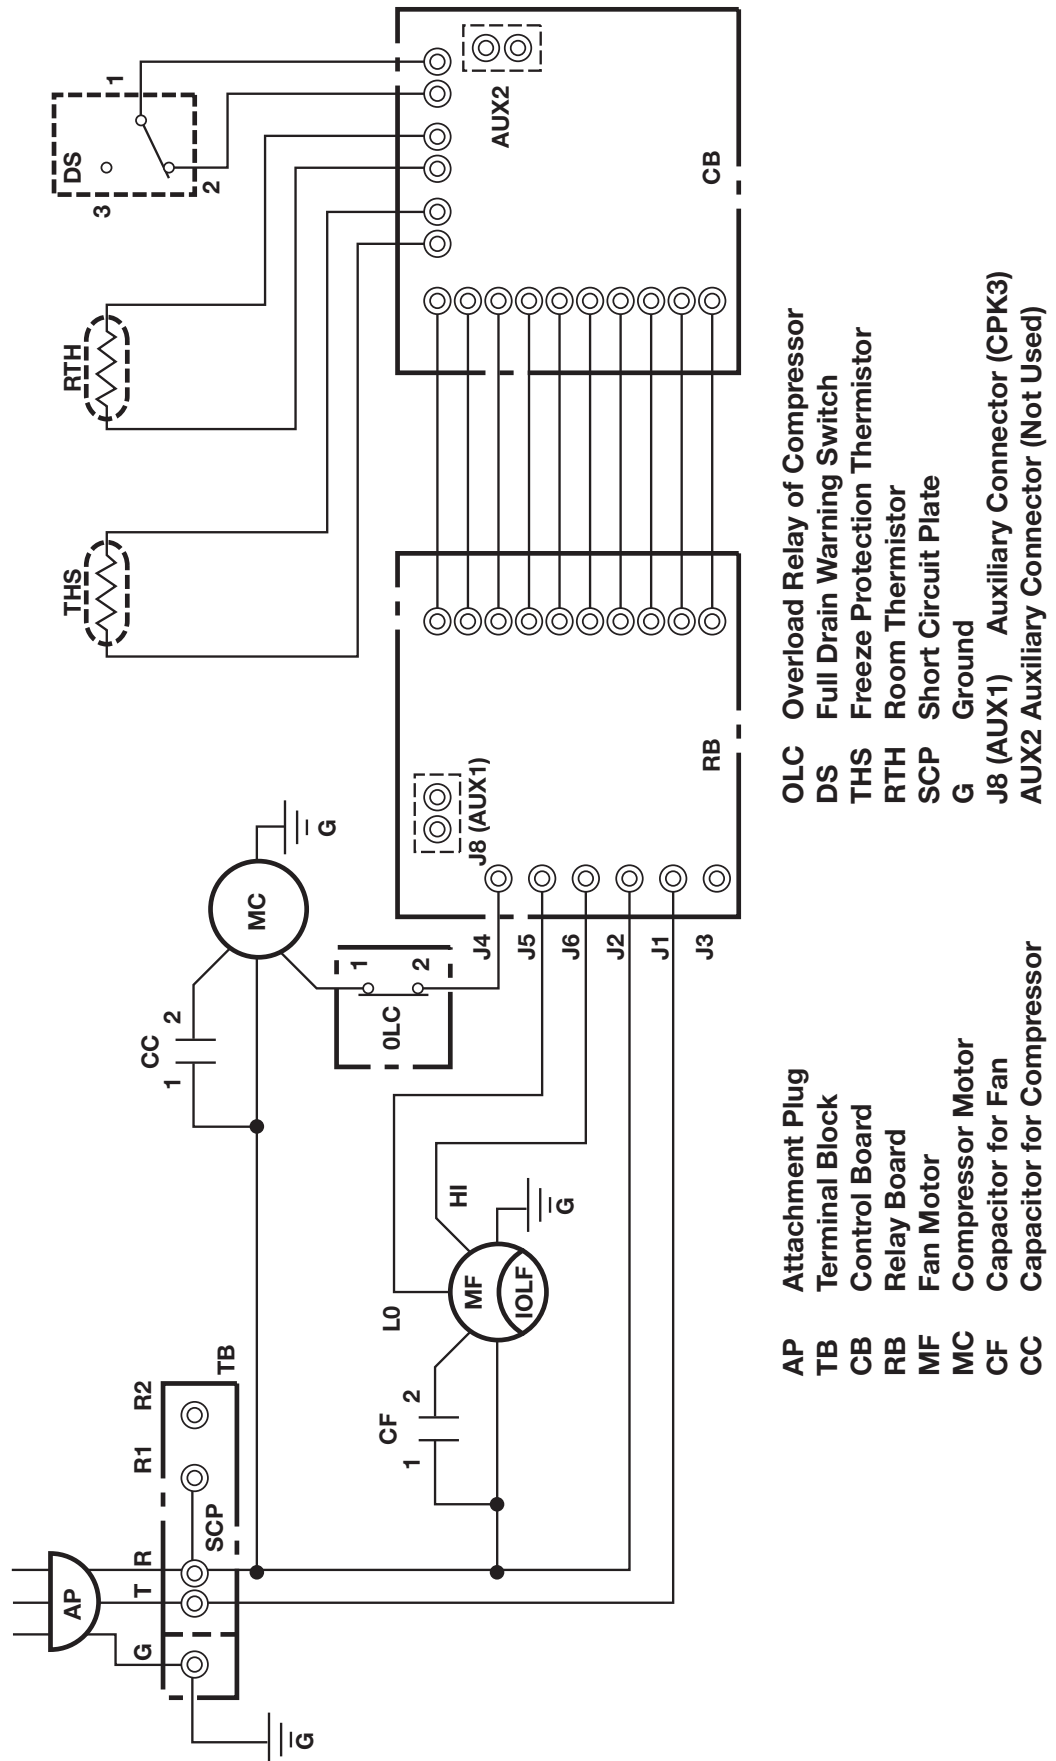 AP
THS
RTH
DS
3
1
2
G
T
R
R1
R2
SCP
TB
CC
1
2
MC
G
G
CF
1
2
L0
HI
MF
IOLF
G
0LC
1
2
J8 (AUX1)
AUX2
J4
J5
J6
J2
J1
J3
RB
CB
AP Attachment Plug
TB Terminal Block
CB Control Board
RB Relay Board
MF Fan Motor
MC Compressor Motor
CF Capacitor for Fan
CC Capacitor for Compressor
OLC Overload Relay of Compressor
DS Full Drain Warning Switch
THS Freeze Protection Thermistor
RTH Room Thermistor
SCP Short Circuit Plate
G Ground
J8 (AUX1) Auxiliary Connector (CPK3)
AUX2 Auxiliary Connector (Not Used)